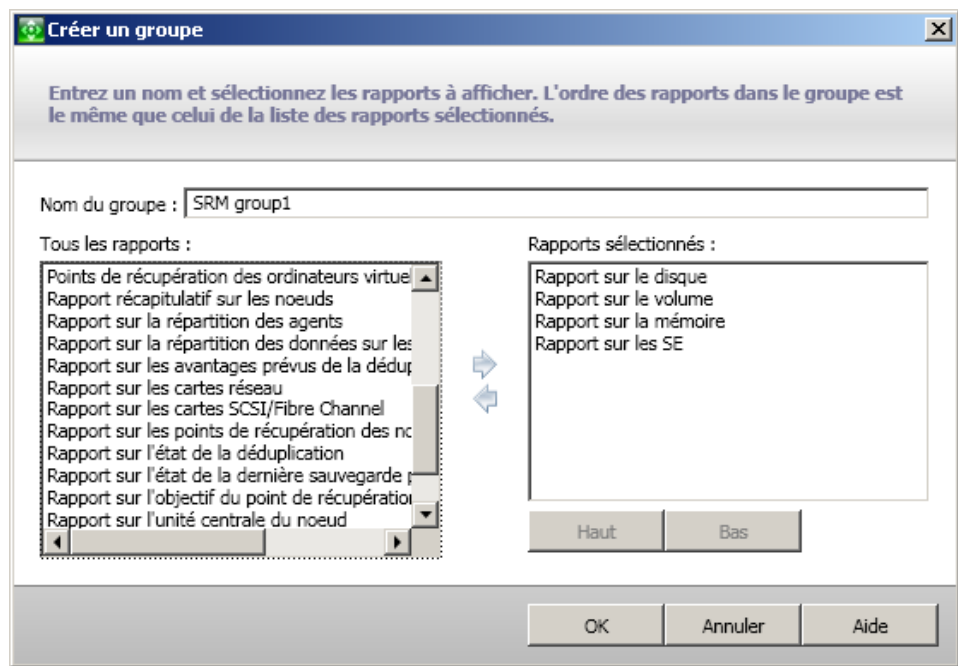 Créer un groupe
Entrez un nom et sélectionnez les rapports à afficher. L'ordre des rapports dans le groupe est
le même que celui de la liste des rapports sélectionnés.
Nom du groupe : SRM group1
Tous les rapports :
Points de récupération des ordinateurs virtuel
Rapport récapitulatif sur les noeuds
Rapport sur la répartition des agents
Rapport sur la répartition des données sur les
Rapport sur les avantages prévus de la dédup
Rapport sur les cartes réseau
Rapport sur les cartes SCSI/Fibre Channel
Rapport sur les points de récupération des no
Rapport sur l'état de la déduplication
Rapport sur l'état de la dernière sauvegarde p
Rapport sur l'objectif du point de récupération
Rapport sur l'unité centrale du noeud
Rapports sélectionnés :
Rapport sur le disque
Rapport sur le volume
Rapport sur la mémoire
Rapport sur les SE
Haut
Bas
OK
Annuler
Aide